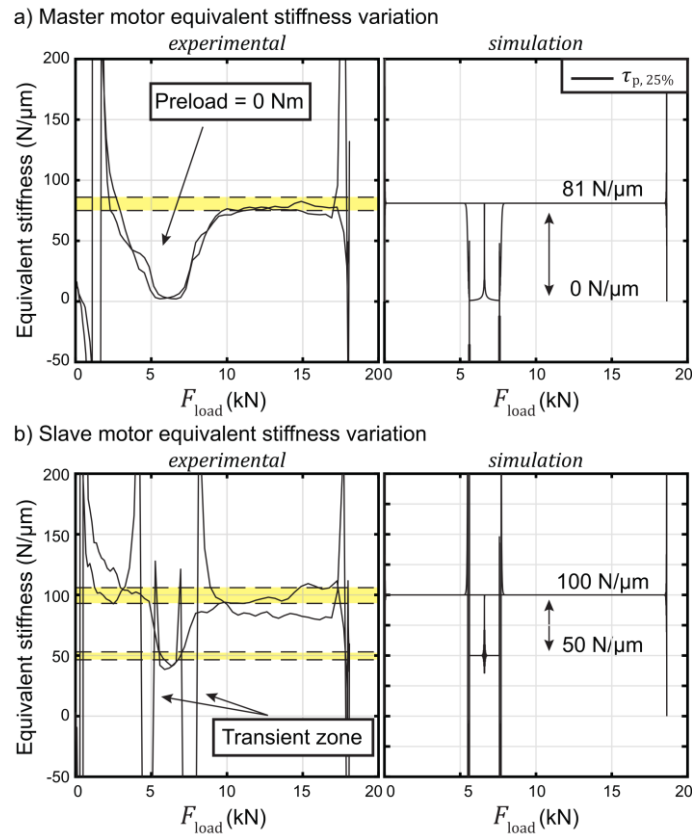 a) Master motor equivalent stiffness variation
experimental
simulation
Equivalent stiffness (N/µm)
200
150
100
50
0
-50
Preload = 0 Nm
τp, 25%
81 N/µm
0 N/µm
0 5 10 15 20
0 5 10 15 20
Fload (kN)
Fload (kN)
b) Slave motor equivalent stiffness variation
experimental
simulation
Equivalent stiffness (N/µm)
200
150
100
50
0
-50
100 N/µm
50 N/µm
Transient zone
0 5 10 15 20
0 5 10 15 20
Fload (kN)
Fload (kN)